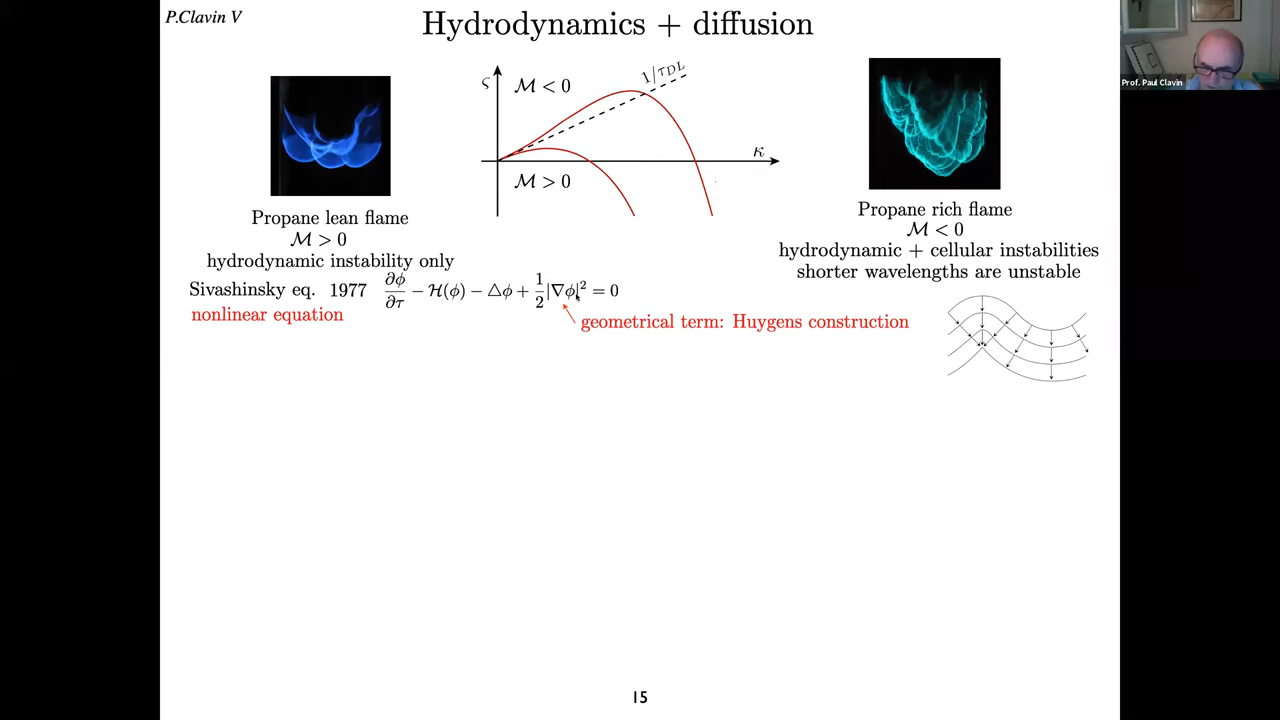 P.Clavin V
Hydrodynamics + diffusion
Prof. Paul Clavin
ς
ℳ < 0
1/τ_DL
κ
ℳ > 0
Propane lean flame
ℳ > 0
hydrodynamic instability only
Propane rich flame
ℳ < 0
hydrodynamic + cellular instabilities
shorter wavelengths are unstable
Sivashinsky eq. 1977 ∂ϕ/∂τ − ℋ(ϕ) − △ϕ + 1/2|∇ϕ|² = 0
nonlinear equation
geometrical term: Huygens construction
15